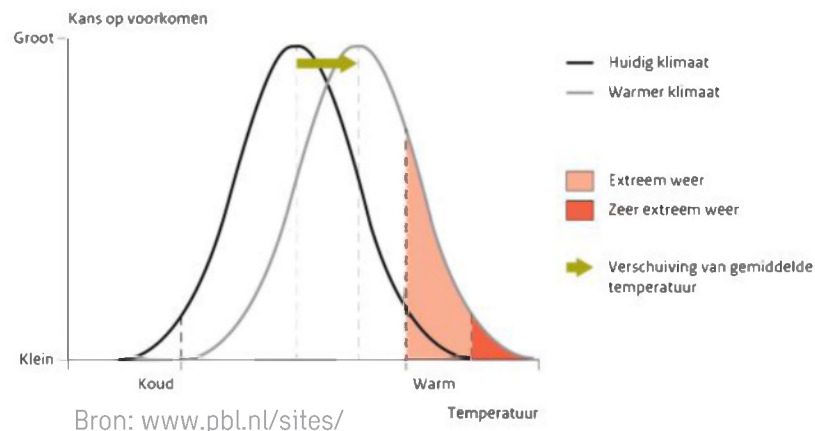 Kans op voorkomen
Groot
Huidig klimaat
Warmer klimaat
Extreem weer
Zeer extreem weer
Verschuiving van gemiddelde
temperatuur
Klein
Koud
Warm
Temperatuur
Bron: www.pbl.nl/sites/